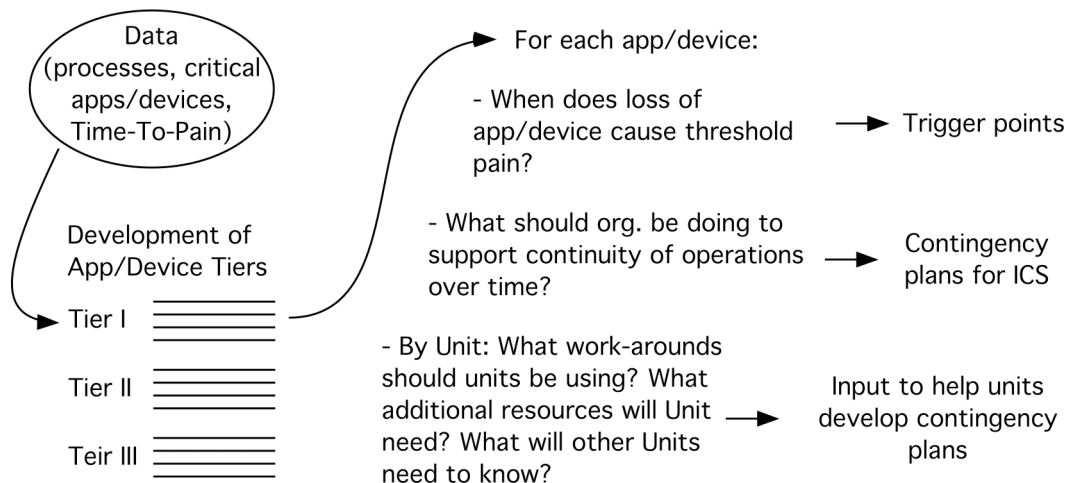 Data
(processes, critical
apps/devices,
Time-To-Pain)
Development of
App/Device Tiers
Tier I
Tier II
Teir III
For each app/device:
- When does loss of
app/device cause threshold
pain?
Trigger points
- What should org. be doing to
support continuity of operations
over time?
Contingency
plans for ICS
- By Unit: What work-arounds
should units be using? What
additional resources will Unit
need? What will other Units
need to know?
Input to help units
develop contingency
plans